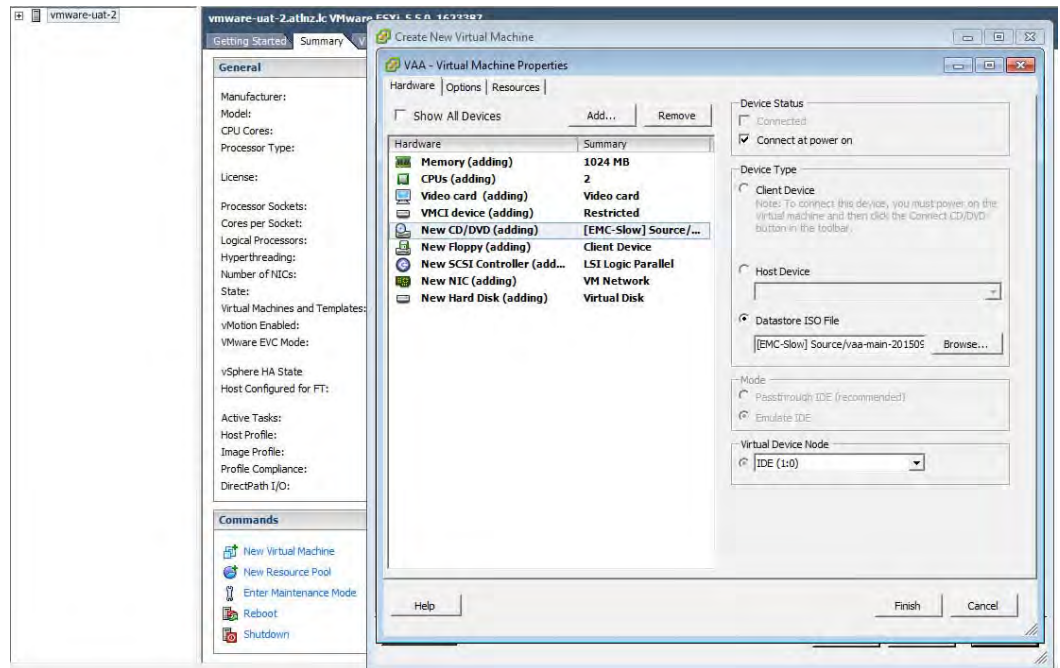 vmware-uat-2
vmware-uat-2.atlnz.lc VMware ESXi, 5.5.0, 1623387
Getting Started Summary
General
Manufacturer:
Model:
CPU Cores:
Processor Type:
License:
Processor Sockets:
Cores per Socket:
Logical Processors:
Hyperthreading:
Number of NICs:
State:
Virtual Machines and Templates:
vMotion Enabled:
VMware EVC Mode:
vSphere HA State
Host Configured for FT:
Active Tasks:
Host Profile:
Image Profile:
Profile Compliance:
DirectPath I/O:
Commands
New Virtual Machine
New Resource Pool
Enter Maintenance Mode
Reboot
Shutdown
Create New Virtual Machine
VAA - Virtual Machine Properties
Hardware Options Resources
Show All Devices Add... Remove
Hardware Summary
Memory (adding) 1024 MB
CPUs (adding) 2
Video card (adding) Video card
VMCI device (adding) Restricted
New CD/DVD (adding) [EMC-Slow] Source/...
New Floppy (adding) Client Device
New SCSI Controller (add... LSI Logic Parallel
New NIC (adding) VM Network
New Hard Disk (adding) Virtual Disk
Device Status
Connected
Connect at power on
Device Type
Client Device
Note: To connect this device, you must power on the
virtual machine and then click the Connect CD/DVD
button in the toolbar.
Host Device
Datastore ISO File
[EMC-Slow] Source/vaa-main-201509 Browse...
Mode
Passthrough IDE (recommended)
Emulate IDE
Virtual Device Node
IDE (1:0)
Help Finish Cancel